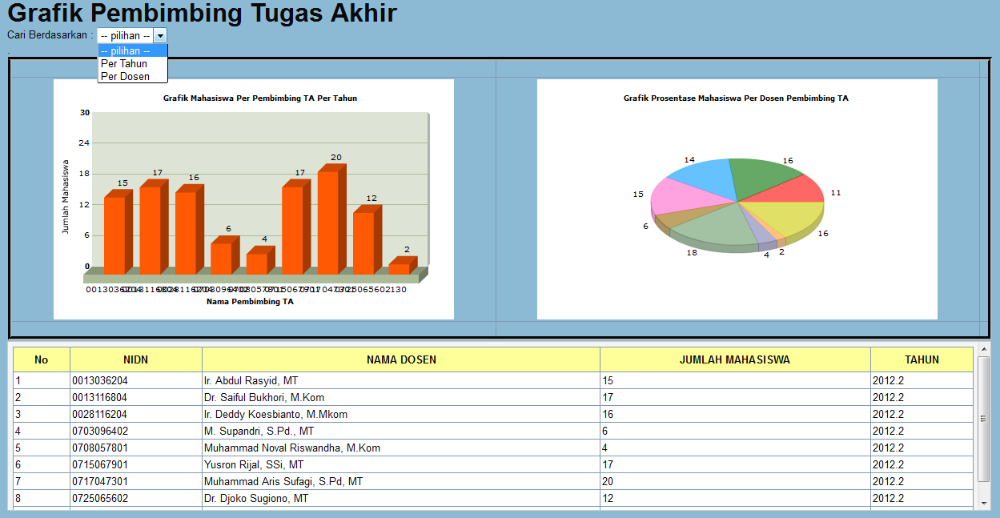 Grafik Pembimbing Tugas Akhir
Cari Berdasarkan : -- pilihan --
-- pilihan --
Per Tahun
Per Dosen
.
Grafik Mahasiswa Per Pembimbing TA Per Tahun
30
24
18
12
6
0
Jumlah Mahasiswa
15
17
16
6
4
17
20
12
2
Nama Pembimbing TA
Grafik Prosentase Mahasiswa Per Dosen Pembimbing TA
14
16
15
11
6
16
18
4
2
No NIDN NAMA DOSEN JUMLAH MAHASISWA TAHUN
1 0013036204 Ir. Abdul Rasyid, MT 15 2012.2
2 0013116804 Dr. Saiful Bukhori, M.Kom 17 2012.2
3 0028116204 Ir. Deddy Koesbianto, M.Mkom 16 2012.2
4 0703096402 M. Supandri, S.Pd., MT 6 2012.2
5 0708057801 Muhammad Noval Riswandha, M.Kom 4 2012.2
6 0715067901 Yusron Rijal, SSi, MT 17 2012.2
7 0717047301 Muhammad Aris Sufagi, S.Pd, MT 20 2012.2
8 0725065602 Dr. Djoko Sugiono, MT 12 2012.2